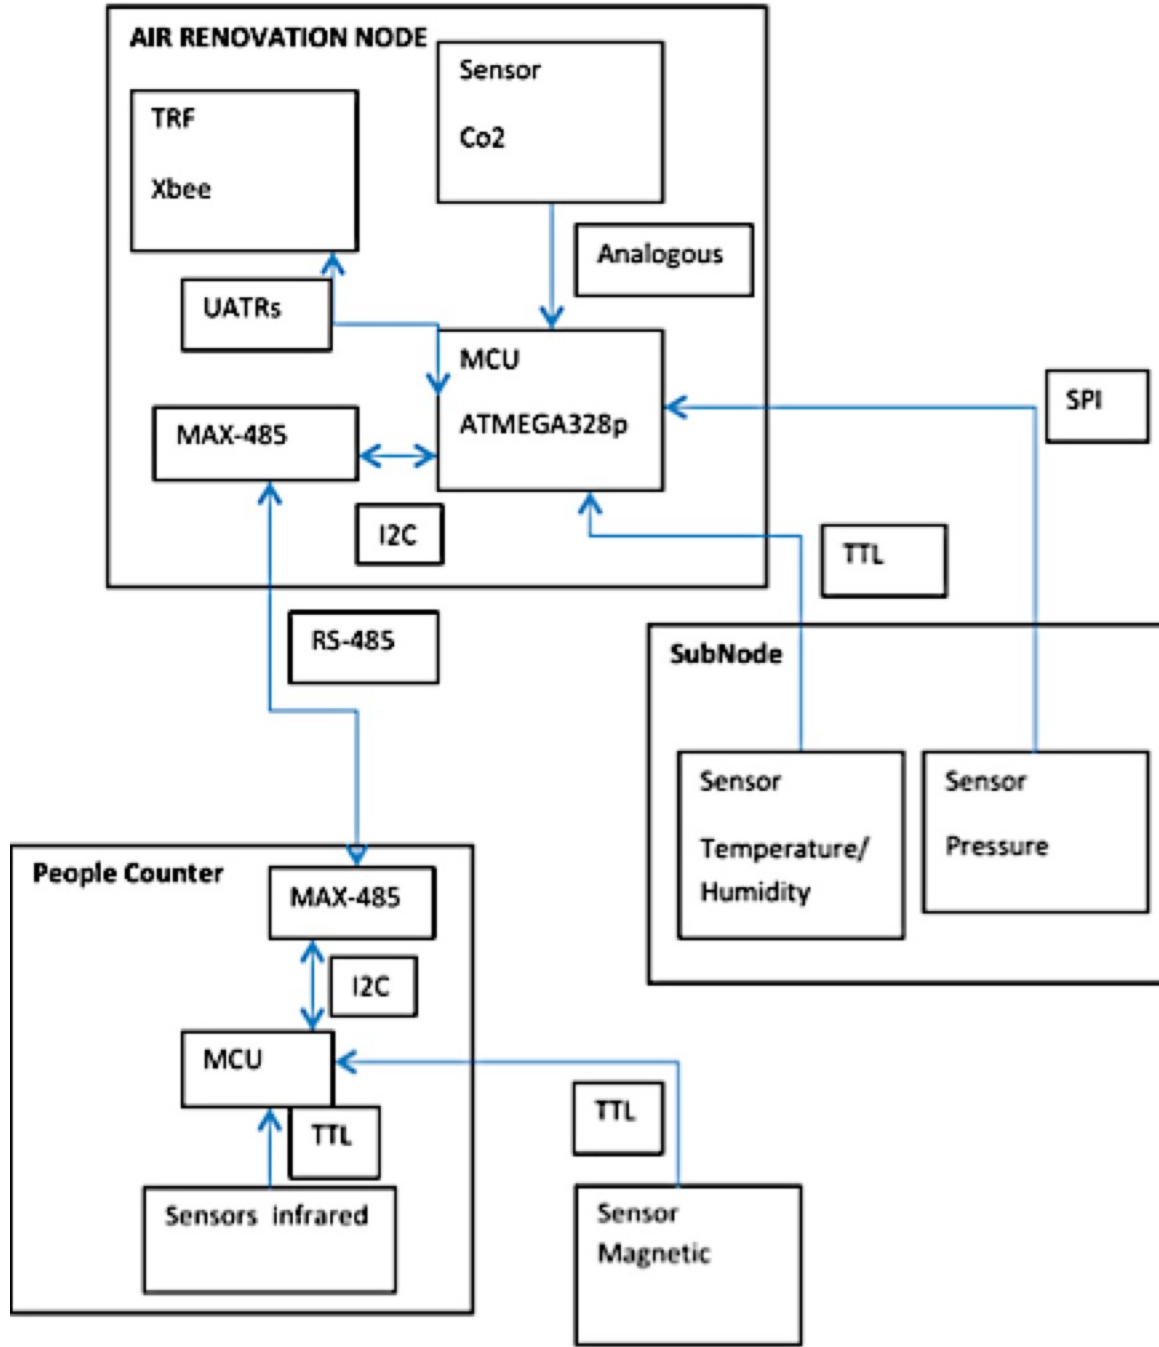 AIR RENOVATION NODE
Sensor
Co2
TRF
Xbee
Analogous
UATRs
MCU
ATMEGA328p
SPI
MAX-485
I2C
TTL
RS-485
SubNode
Sensor
Temperature/
Humidity
Sensor
Pressure
People Counter
MAX-485
I2C
MCU
TTL
TTL
Sensors infrared
Sensor
Magnetic